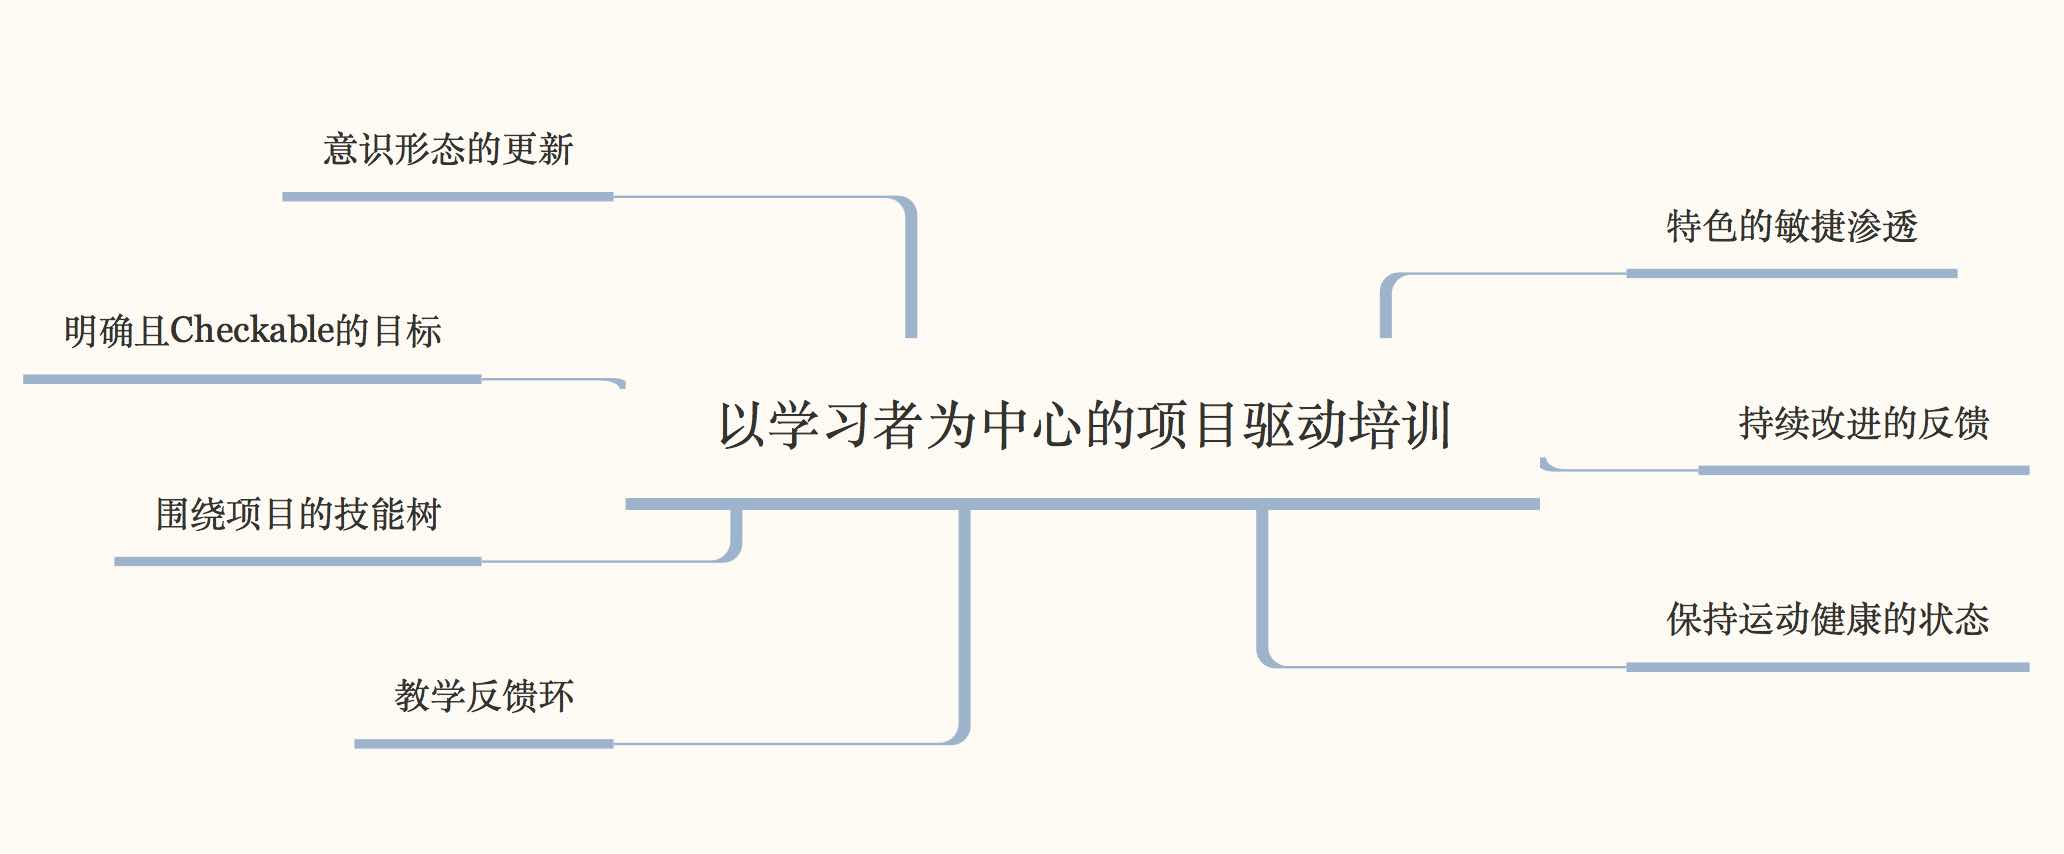 意识形态的更新
特色的敏捷渗透
明确且Checkable的目标
以学习者为中心的项目驱动培训
持续改进的反馈
围绕项目的技能树
保持运动健康的状态
教学反馈环